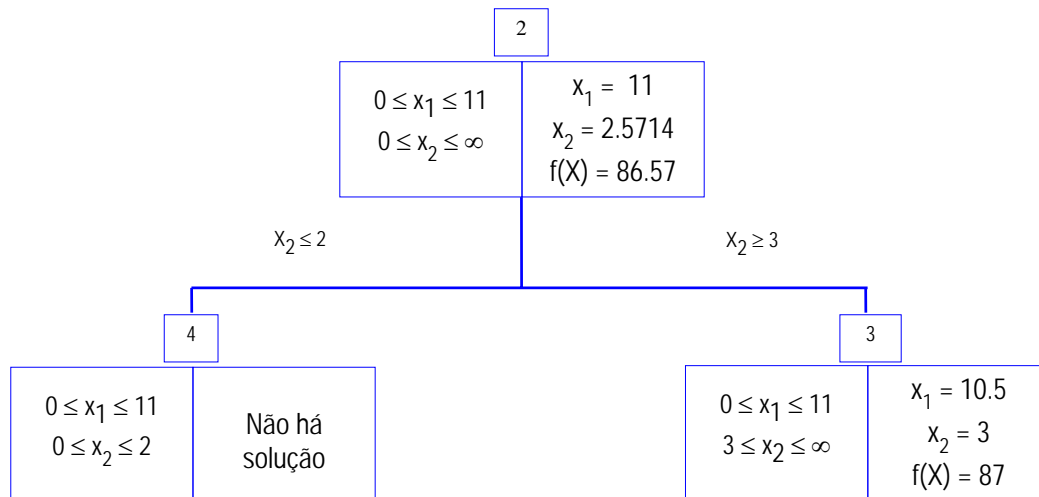 2
0 ≤ x₁ ≤ 11
0 ≤ x₂ ≤ ∞
x₁ = 11
x₂ = 2.5714
f(X) = 86.57
X₂ ≤ 2
X₂ ≥ 3
4
0 ≤ x₁ ≤ 11
0 ≤ x₂ ≤ 2
Não há
solução
3
0 ≤ x₁ ≤ 11
3 ≤ x₂ ≤ ∞
x₁ = 10.5
x₂ = 3
f(X) = 87